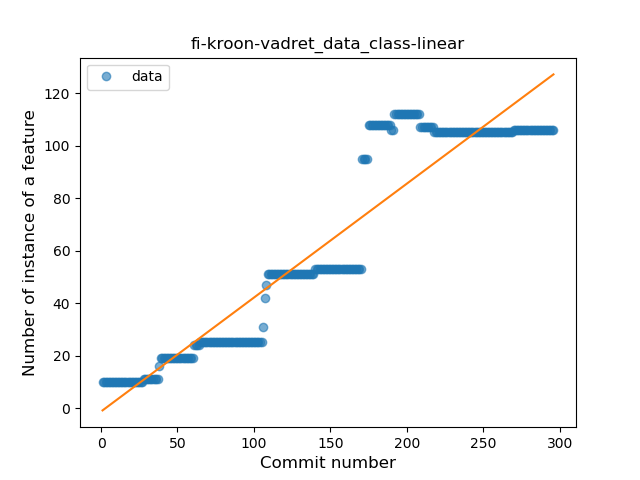 fi-kroon-vadret_data_class-linear
data
Number of instance of a feature
120
100
80
60
40
20
0
0 50 100 150 200 250 300
Commit number